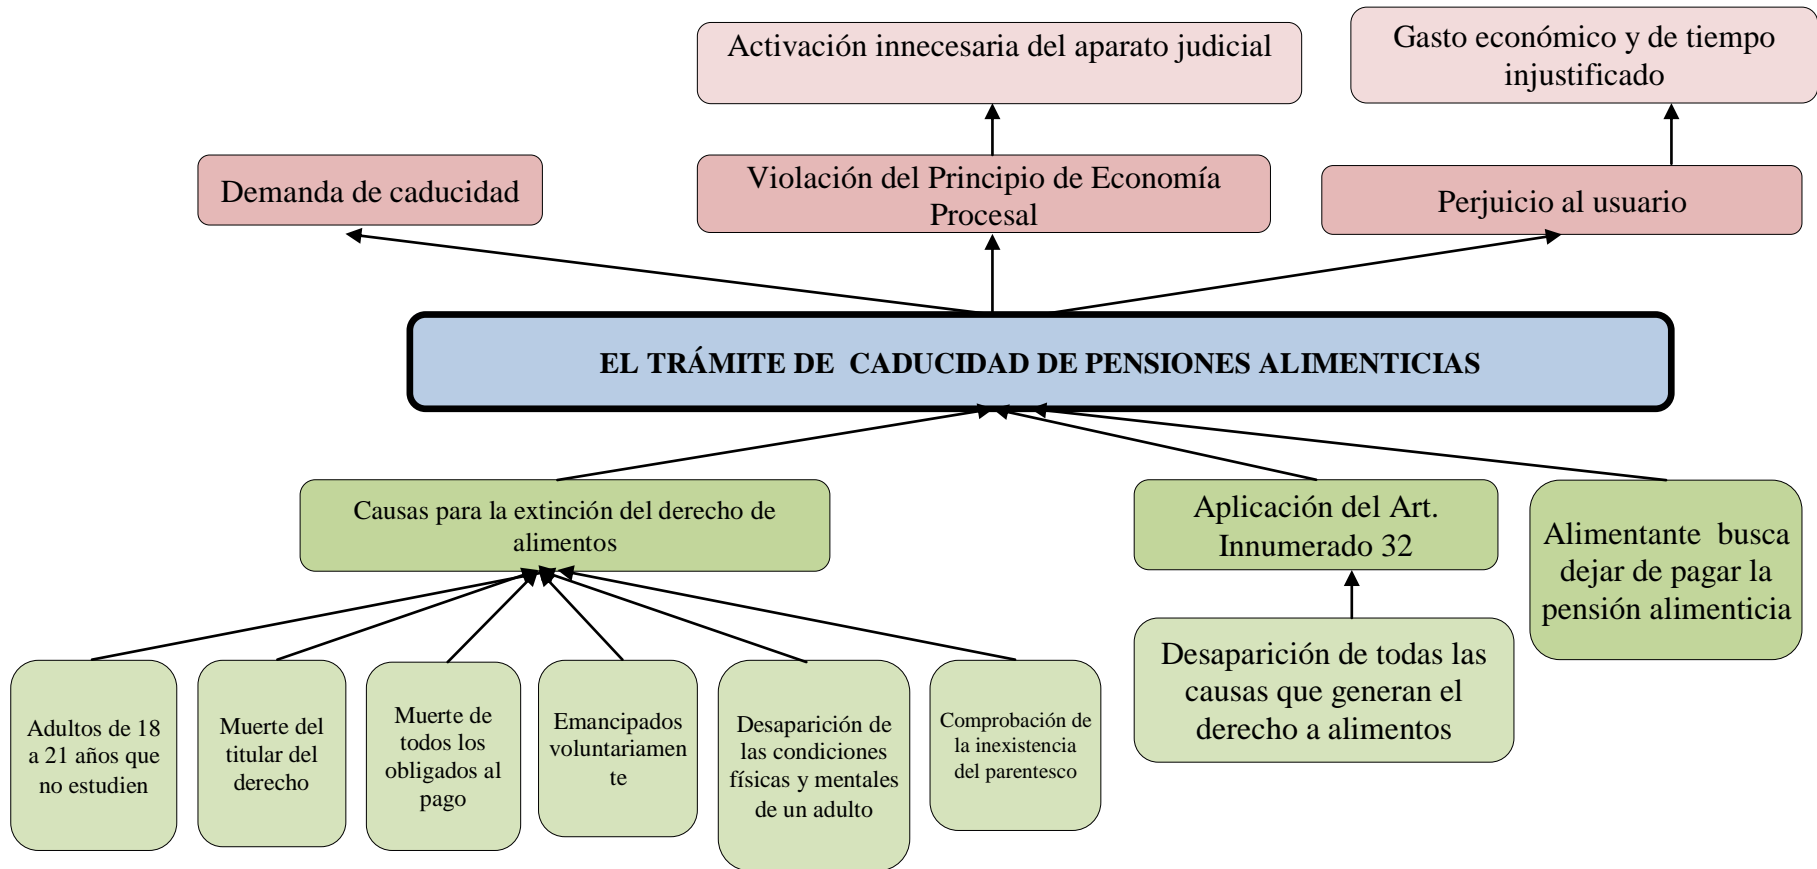 Activación innecesaria del aparato judicial
Gasto económico y de tiempo
injustificado
Demanda de caducidad
Violación del Principio de Economía
Procesal
Perjuicio al usuario
EL TRÁMITE DE CADUCIDAD DE PENSIONES ALIMENTICIAS
Causas para la extinción del derecho de
alimentos
Aplicación del Art.
Innumerado 32
Alimentante busca
dejar de pagar la
pensión alimenticia
Adultos de 18
a 21 años que
no estudien
Muerte del
titular del
derecho
Muerte de
todos los
obligados al
pago
Emancipados
voluntariamen
te
Desaparición de
las condiciones
físicas y mentales
de un adulto
Comprobación de
la inexistencia
del parentesco
Desaparición de todas las
causas que generan el
derecho a alimentos